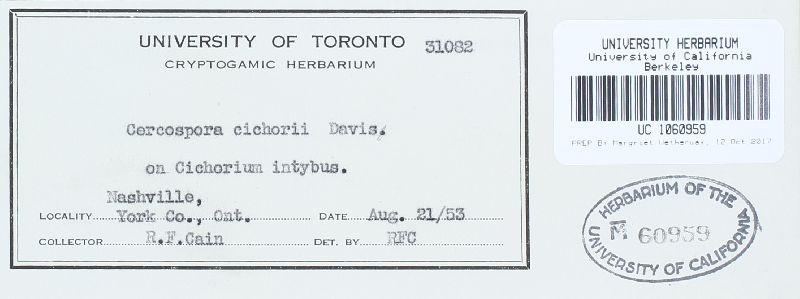 UNIVERSITY OF TORONTO 31082
CRYPTOGAMIC HERBARIUM
Cercospora cichorii Davis.
on Cichorium intybus.
Nashville,
LOCALITY York Co., Ont. DATE Aug. 21/53
COLLECTOR R.F.Cain DET. BY RFC
UNIVERSITY HERBARIUM
University of California
Berkeley
UC 1060959
PREP By Margriet Wetherwax, 12 Oct 2017
HERBARIUM OF THE
M 60959
UNIVERSITY OF CALIFORNIA